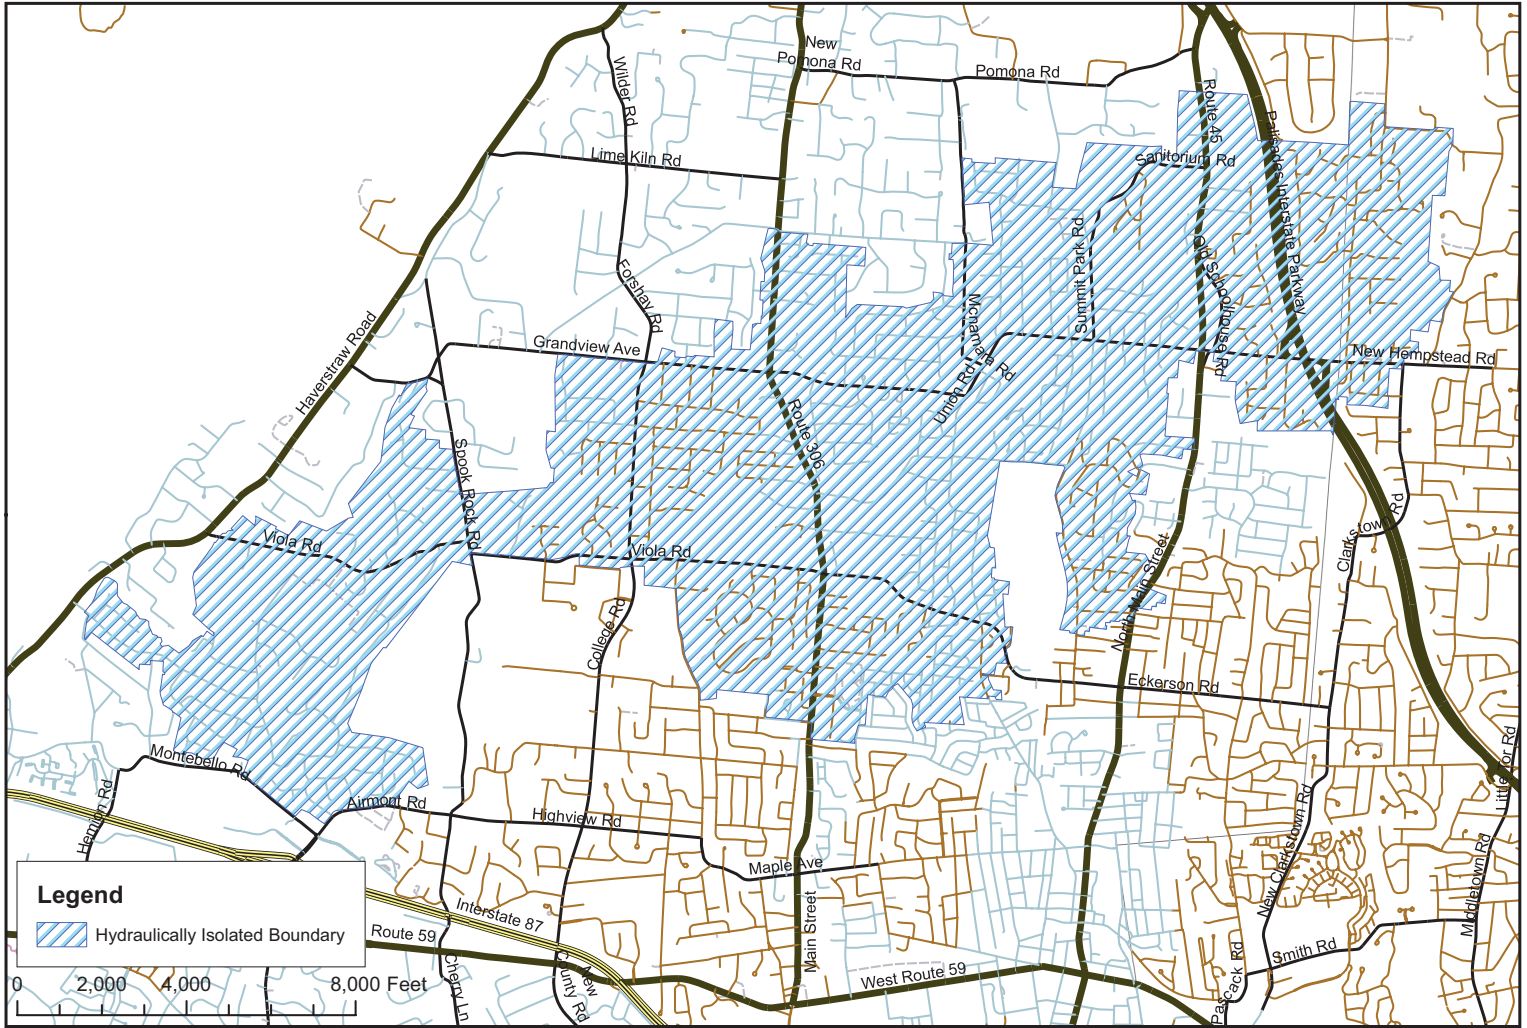 New
Pomona Rd
Pomona Rd
Wilder Rd
Route 45
Palisades Interstate Parkway
Lime Kiln Rd
Sanitorium Rd
Summit Park Rd
Old Schoolhouse Rd
Forshay Rd
Mcnamara Rd
Haverstraw Road
Grandview Ave
New Hempstead Rd
Union Rd
Route 306
Spook Rock Rd
Viola Rd
Viola Rd
Clarkstown Rd
North Main Street
College Rd
Eckerson Rd
Montebello Rd
Airmont Rd
Highview Rd
Hemion Rd
Maple Ave
New Clarkstown Rd
Middletown Rd
Legend
Hydraulically Isolated Boundary
Interstate 87
Route 59
Main Street
West Route 59
Smith Rd
Pascack Rd
Cherry Ln
New
County Rd
0 2,000 4,000 8,000 Feet